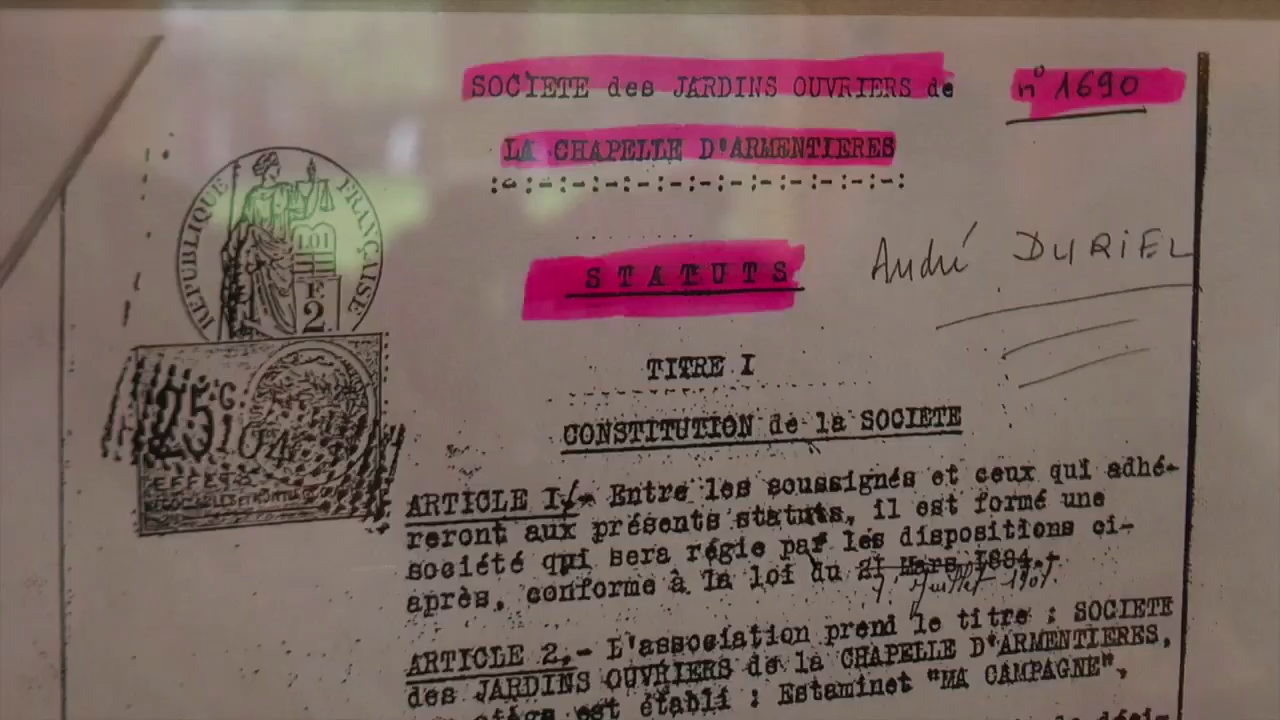 SOCIETE des JARDINS OUVRIERS de
n° 1690
LA CHAPELLE D'ARMENTIERES
:-:-:-:-:-:-:-:-:-:-:-:-:-:
STATUTS
André DURIEL
REPUBLIQUE FRANÇAISE
LOI
F.
2
25 C
104
EFFETS
TITRE I
CONSTITUTION de la SOCIETE
ARTICLE I/- Entre les soussignés et ceux qui adhé-
reront aux présents statuts, il est formé une
société qui sera régie par les dispositions ci-
après, conforme à la loi du 21 Mars 1884.-
Juillet 1901.
ARTICLE 2.- L'association prend le titre : SOCIETE
des JARDINS OUVRIERS de la CHAPELLE D'ARMENTIERES,
est établi : Estaminet "MA CAMPAGNE",